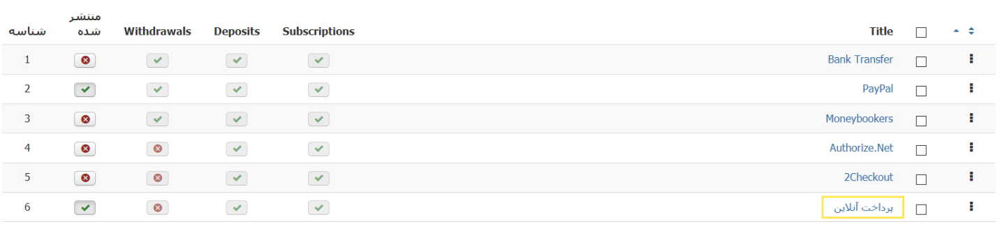 Title Subscriptions Deposits Withdrawals منتشر شده شناسه
Bank Transfer 1
PayPal 2
Moneybookers 3
Authorize.Net 4
2Checkout 5
پرداخت آنلاین 6